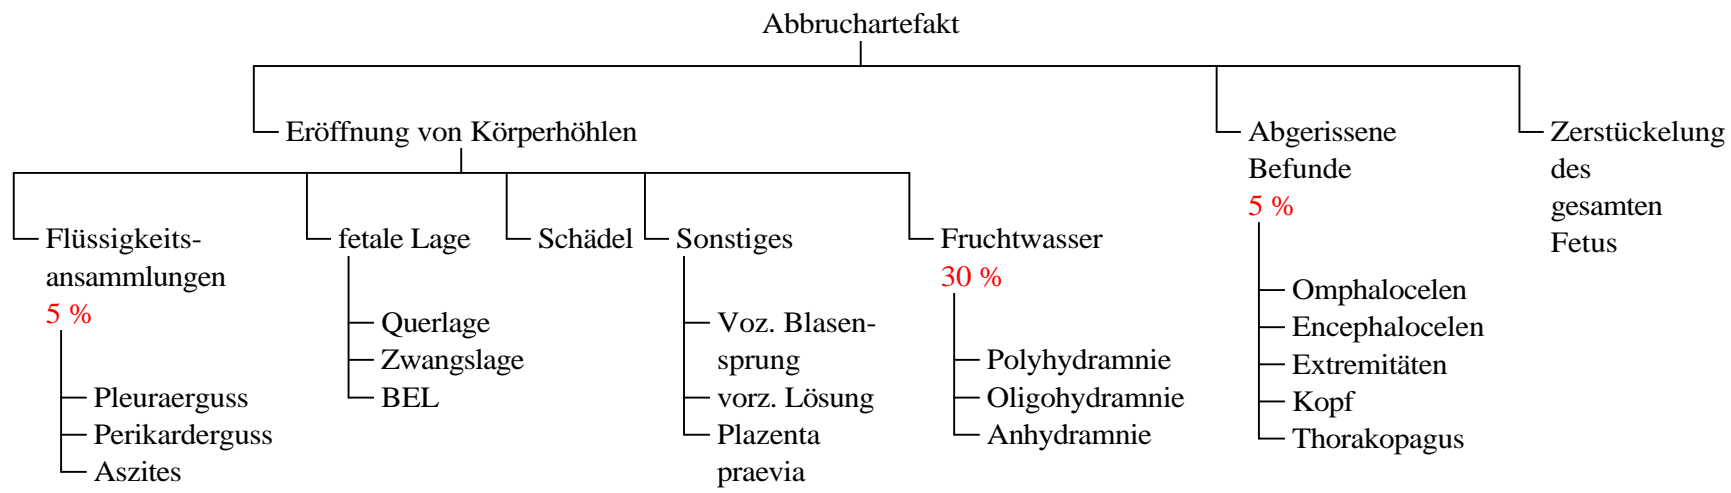 Abbruchartefakt
Eröffnung von Körperhöhlen
Abgerissene
Befunde
5 %
Zerstückelung
des
gesamten
Fetus
Flüssigkeits-
ansammlungen
5 %
Pleuraerguss
Perikarderguss
Aszites
fetale Lage
Querlage
Zwangslage
BEL
Schädel
Sonstiges
Voz. Blasen-
sprung
vorz. Lösung
Plazenta
praevia
Fruchtwasser
30 %
Polyhydramnie
Oligohydramnie
Anhydramnie
Omphalocelen
Encephalocelen
Extremitäten
Kopf
Thorakopagus